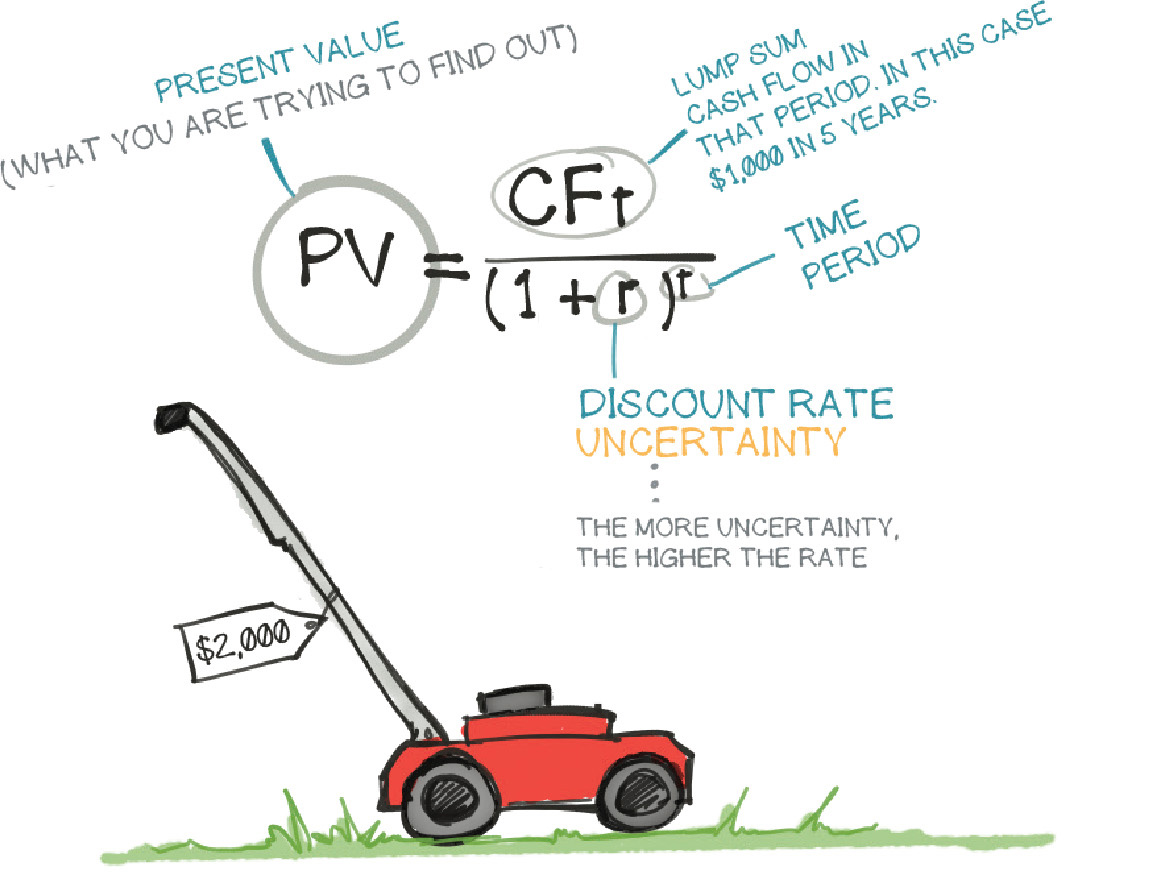 PRESENT VALUE
(WHAT YOU ARE TRYING TO FIND OUT)
LUMP SUM
CASH FLOW IN
THAT PERIOD. IN THIS CASE
$1,000 IN 5 YEARS.
PV = CFt
(1 + r)t
TIME
PERIOD
DISCOUNT RATE
UNCERTAINTY
THE MORE UNCERTAINTY,
THE HIGHER THE RATE
$2,000